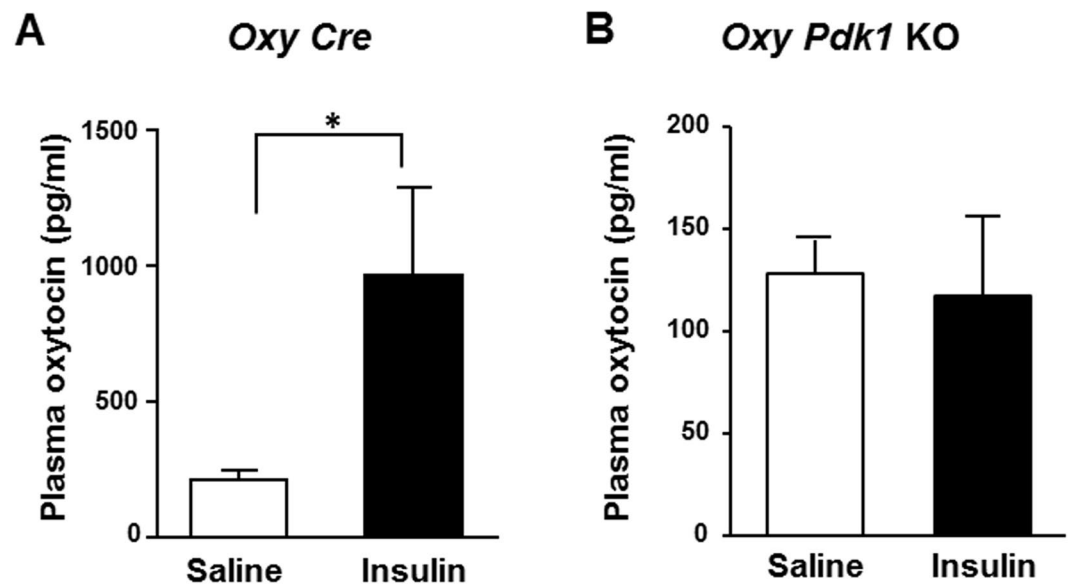 A
Oxy Cre
Plasma oxytocin (pg/ml)
1500
1000
500
0
*
Saline
Insulin
B
Oxy Pdk1 KO
Plasma oxytocin (pg/ml)
200
150
100
50
0
Saline
Insulin